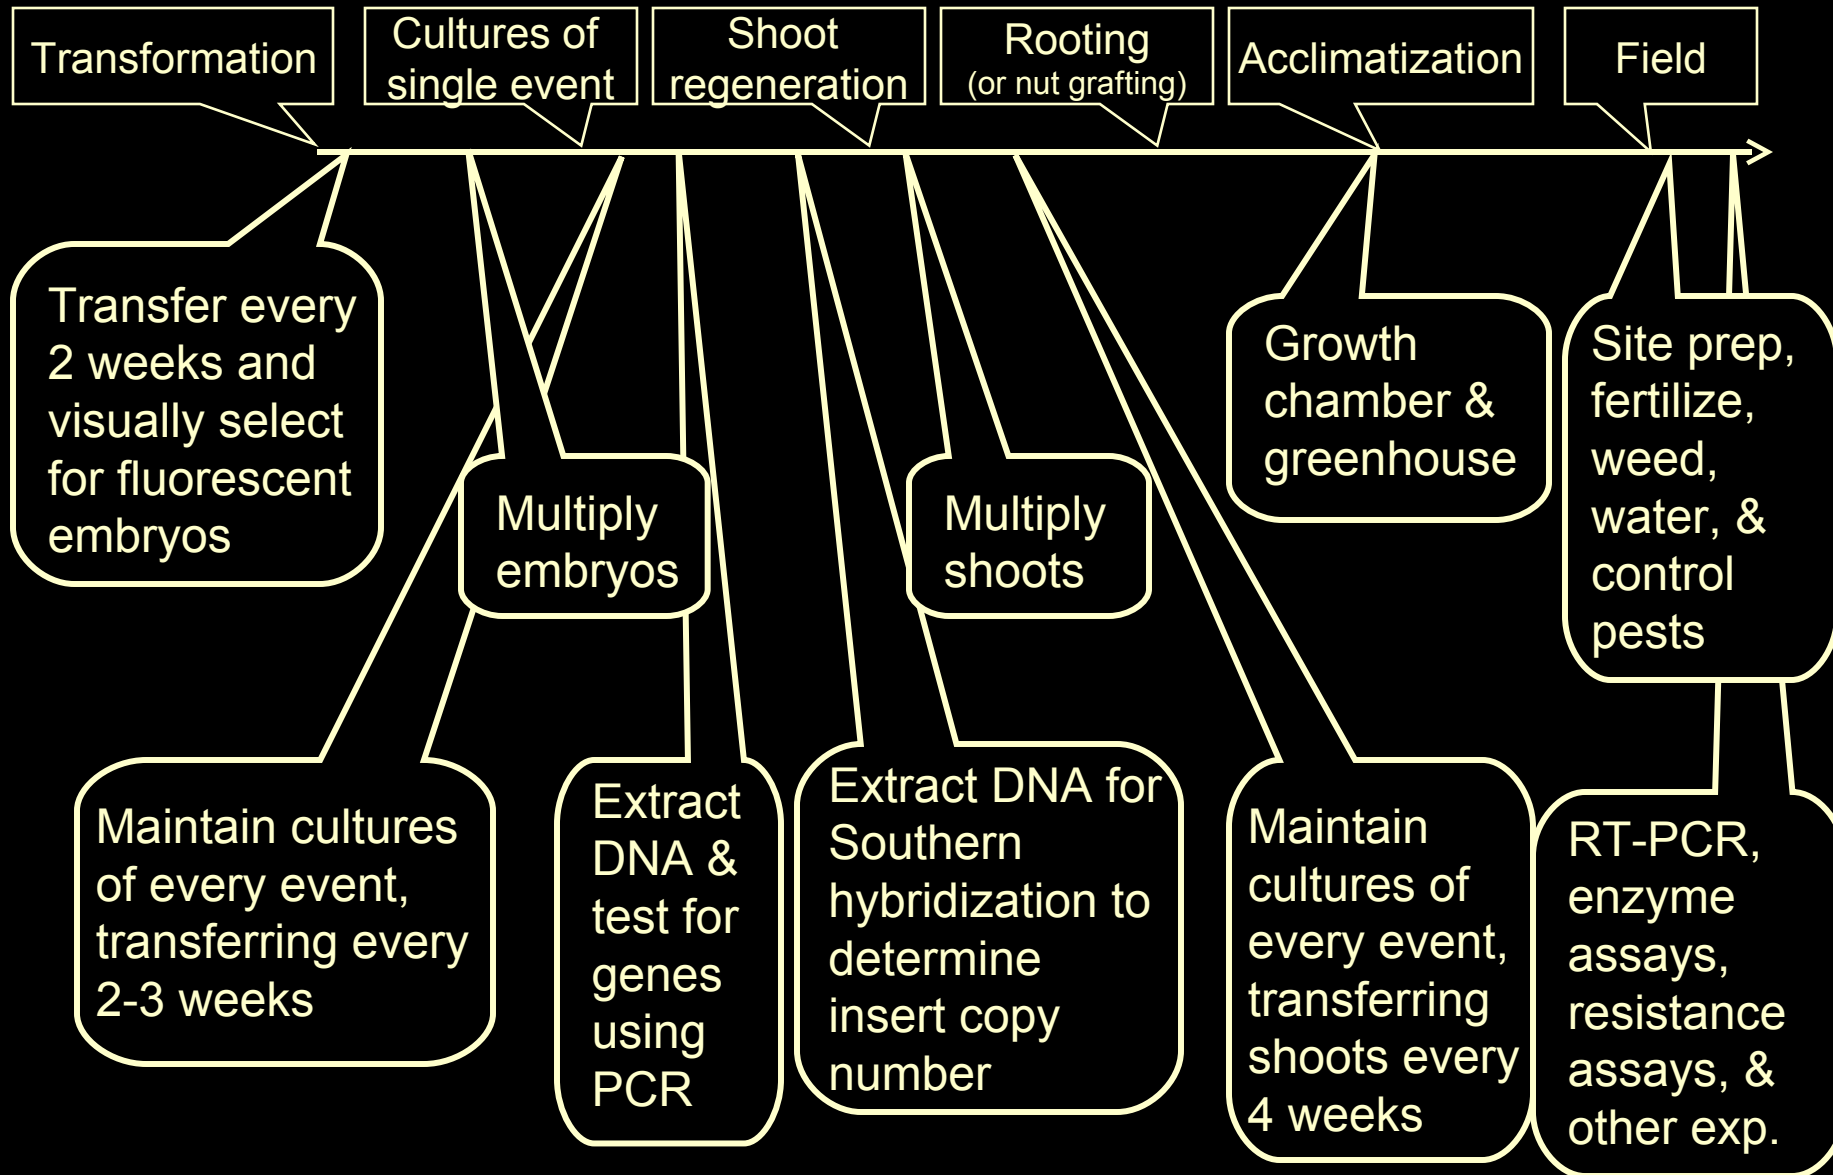 Transformation
Cultures of
single event
Shoot
regeneration
Rooting
(or nut grafting)
Acclimatization
Field
Transfer every
2 weeks and
visually select
for fluorescent
embryos
Multiply
embryos
Multiply
shoots
Growth
chamber &
greenhouse
Site prep,
fertilize,
weed,
water, &
control
pests
Maintain cultures
of every event,
transferring every
2-3 weeks
Extract
DNA &
test for
genes
using
PCR
Extract DNA for
Southern
hybridization to
determine
insert copy
number
Maintain
cultures of
every event,
transferring
shoots every
4 weeks
RT-PCR,
enzyme
assays,
resistance
assays, &
other exp.